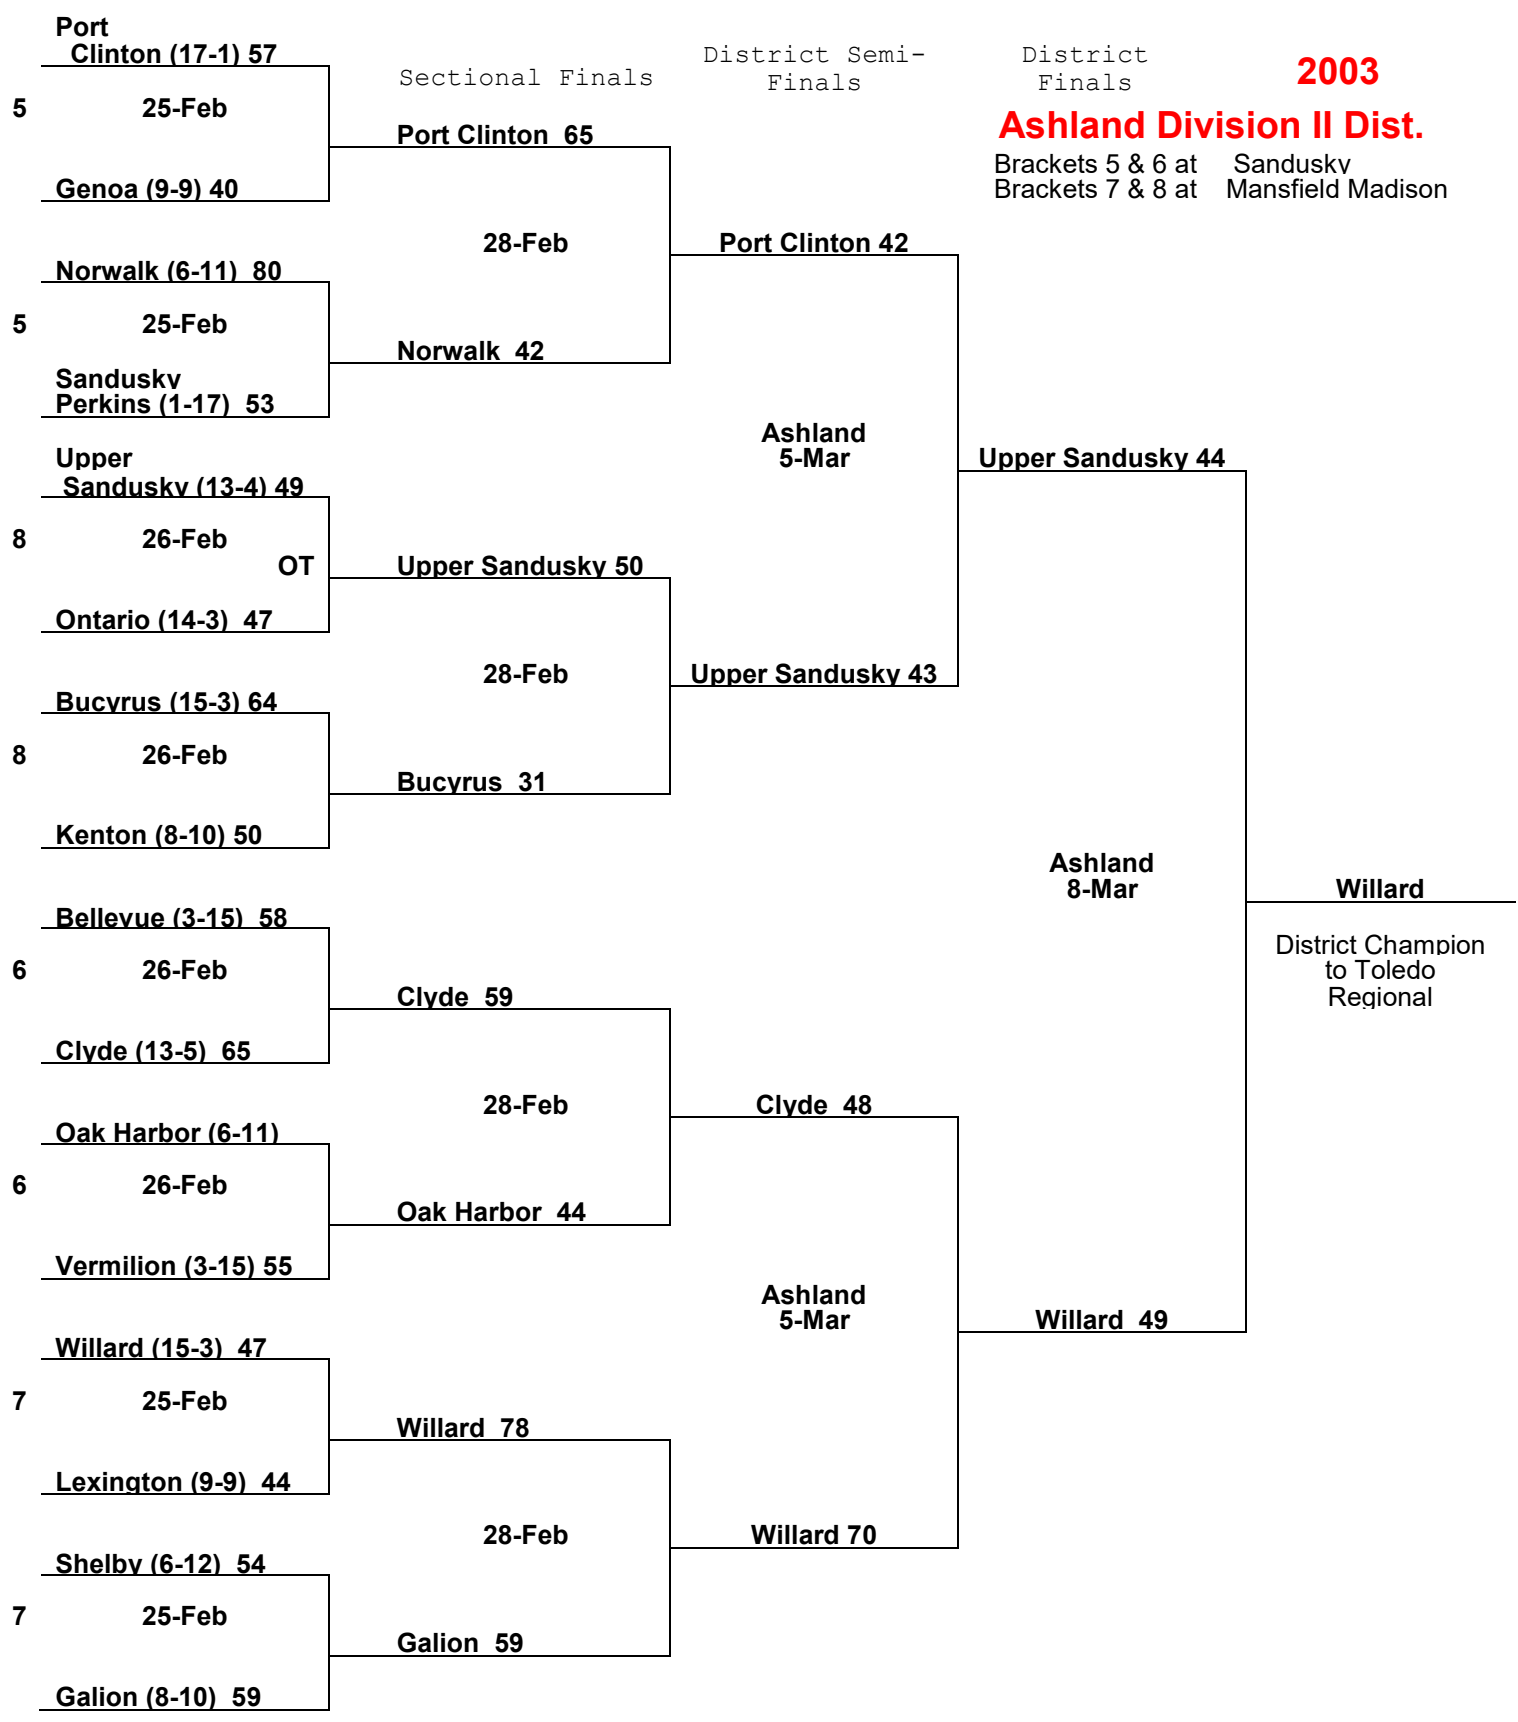 Port
Clinton (17-1) 57
5 25-Feb
Genoa (9-9) 40
Norwalk (6-11) 80
5 25-Feb
Sandusky
Perkins (1-17) 53
Upper
Sandusky (13-4) 49
8 26-Feb
OT
Ontario (14-3) 47
Bucyrus (15-3) 64
8 26-Feb
Kenton (8-10) 50
Bellevue (3-15) 58
6 26-Feb
Clyde (13-5) 65
Oak Harbor (6-11)
6 26-Feb
Vermilion (3-15) 55
Willard (15-3) 47
7 25-Feb
Lexington (9-9) 44
Shelby (6-12) 54
7 25-Feb
Galion (8-10) 59
Sectional Finals
Port Clinton 65
28-Feb
Norwalk 42
Upper Sandusky 50
28-Feb
Bucyrus 31
Clyde 59
28-Feb
Oak Harbor 44
Willard 78
28-Feb
Galion 59
District Semi-
Finals
Port Clinton 42
Ashland
5-Mar
Upper Sandusky 43
Clyde 48
Ashland
5-Mar
Willard 70
District
Finals
Upper Sandusky 44
Ashland
8-Mar
Willard 49
2003
Ashland Division II Dist.
Brackets 5 & 6 at Sandusky
Brackets 7 & 8 at Mansfield Madison
Willard
District Champion
to Toledo
Regional